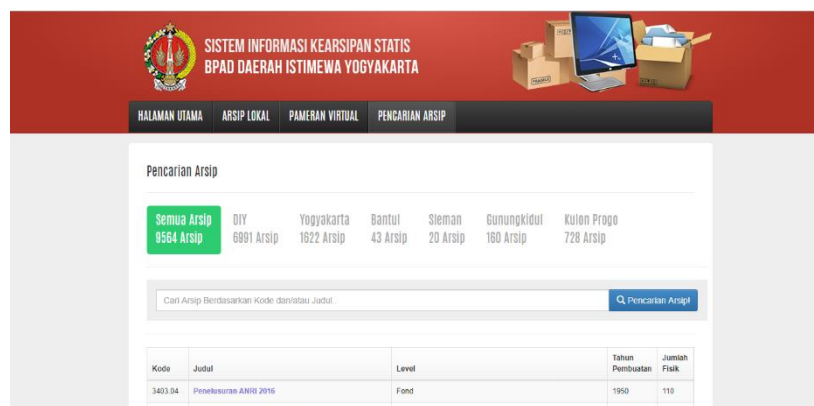 SISTEM INFORMASI KEARSIPAN STATIS
BPAD DAERAH ISTIMEWA YOGYAKARTA
HALAMAN UTAMA ARSIP LOKAL PAMERAN VIRTUAL PENCARIAN ARSIP
Pencarian Arsip
Semua Arsip DIY Yogyakarta Bantul Sleman Gunungkidul Kulon Progo
9564 Arsip 6991 Arsip 1622 Arsip 43 Arsip 20 Arsip 160 Arsip 728 Arsip
Cari Arsip Berdasarkan Kode dan/atau Judul.. Pencarian Arsip!
Kode Judul Level Tahun Pembuatan Jumlah Fisik
3403.04 Penelusuran ANRI 2016 Fond 1950 110